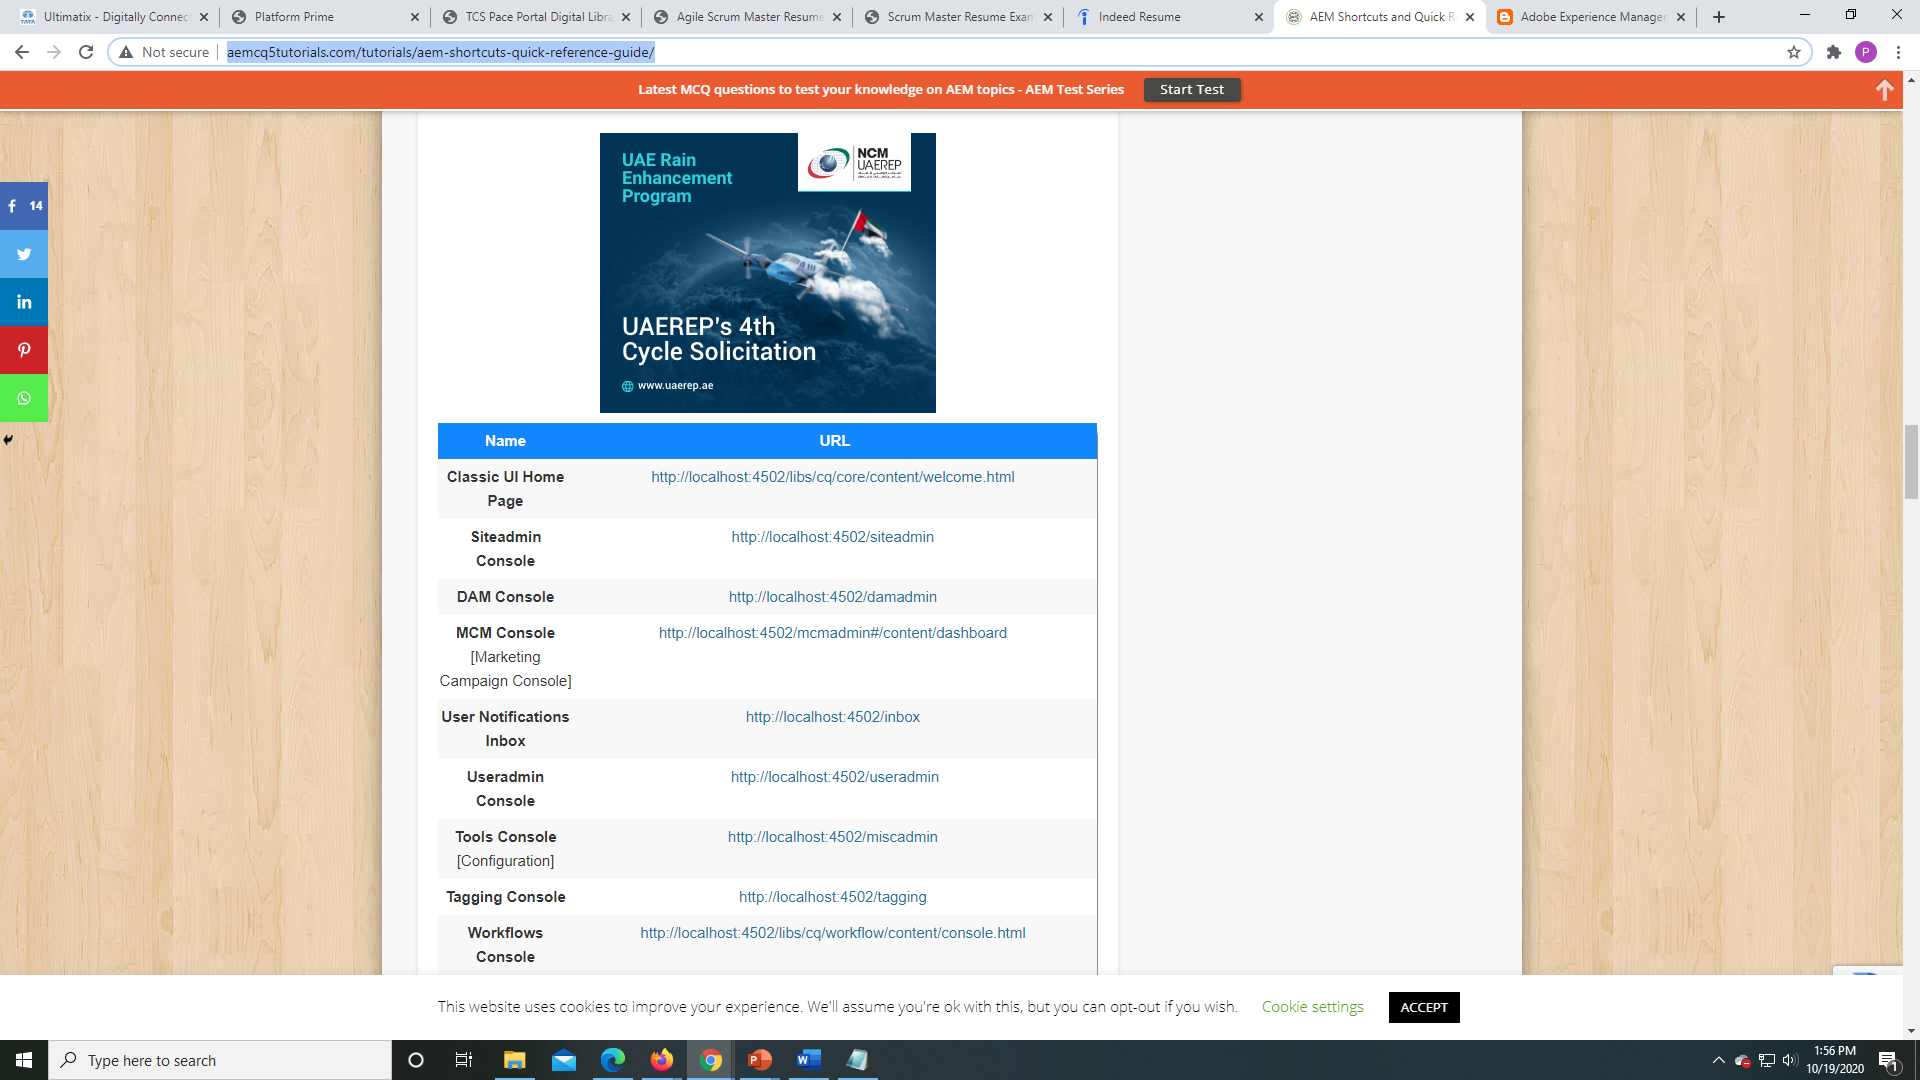 Ultimatix - Digitally Connect
Platform Prime
TCS Pace Portal Digital Libra
Agile Scrum Master Resume
Scrum Master Resume Exam
Indeed Resume
AEM Shortcuts and Quick R
Adobe Experience Manager
Not secure
aemcq5tutorials.com/tutorials/aem-shortcuts-quick-reference-guide/
P
Latest MCQ questions to test your knowledge on AEM topics - AEM Test Series
Start Test
UAE Rain
Enhancement
Program
NCM
UAEREP
UAEREP's 4th
Cycle Solicitation
www.uaerep.ae
14
Name URL
Classic UI Home
Page
http://localhost:4502/libs/cq/core/content/welcome.html
Siteadmin
Console
http://localhost:4502/siteadmin
DAM Console http://localhost:4502/damadmin
MCM Console
[Marketing
Campaign Console]
http://localhost:4502/mcmadmin#/content/dashboard
User Notifications
Inbox
http://localhost:4502/inbox
Useradmin
Console
http://localhost:4502/useradmin
Tools Console
[Configuration]
http://localhost:4502/miscadmin
Tagging Console http://localhost:4502/tagging
Workflows
Console
http://localhost:4502/libs/cq/workflow/content/console.html
This website uses cookies to improve your experience. We'll assume you're ok with this, but you can opt-out if you wish.
Cookie settings
ACCEPT
Type here to search
1:56 PM
10/19/2020
1